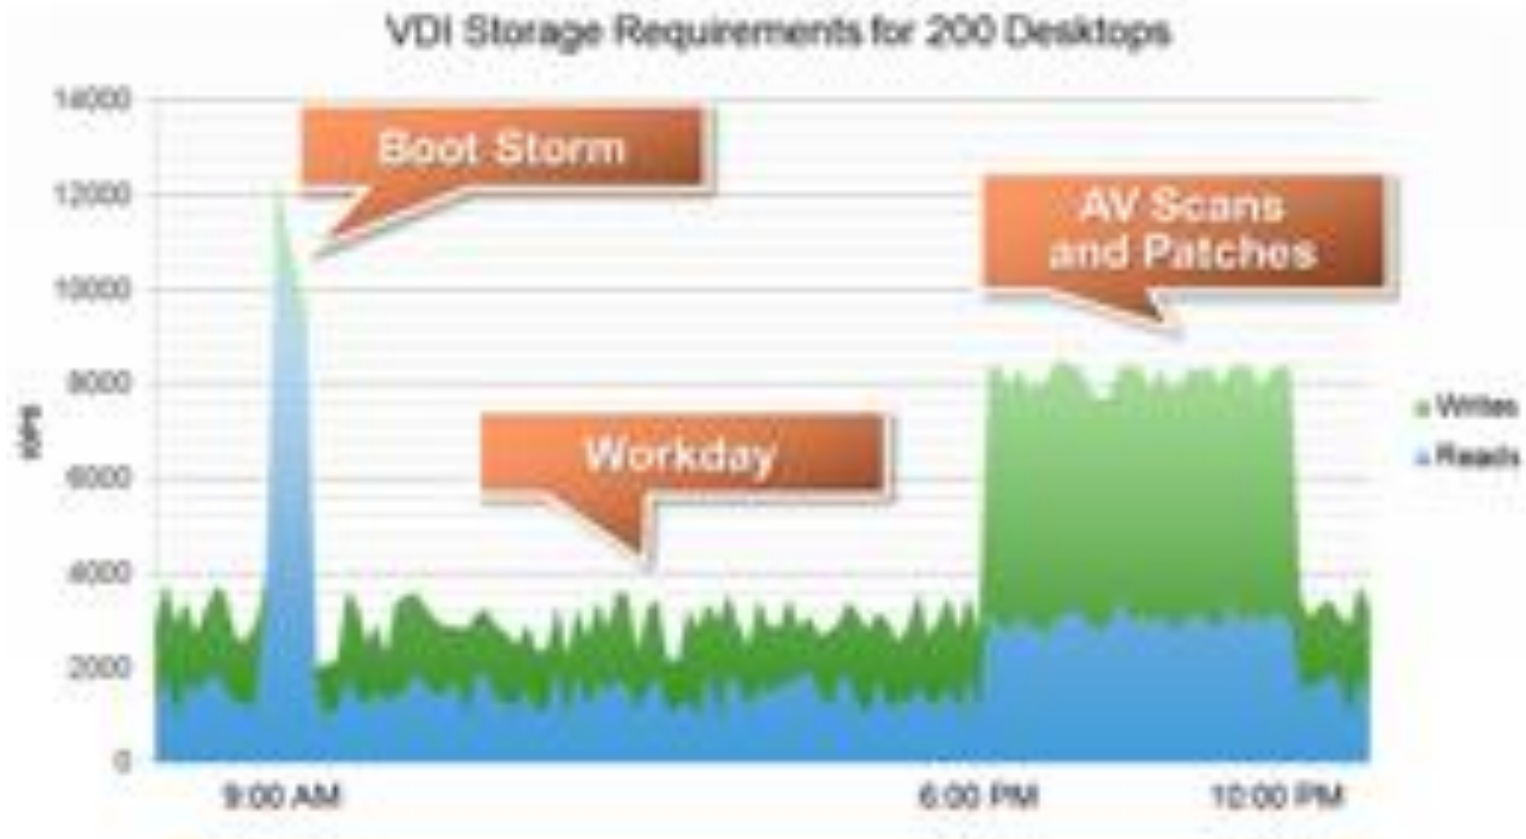 VDI Storage Requirements for 200 Desktops
14000
Boot Storm
12000
AV Scans
and Patches
10000
8000
IOPS
Writes
Workday
Reads
6000
4000
2000
0
9:00 AM
6:00 PM
10:00 PM